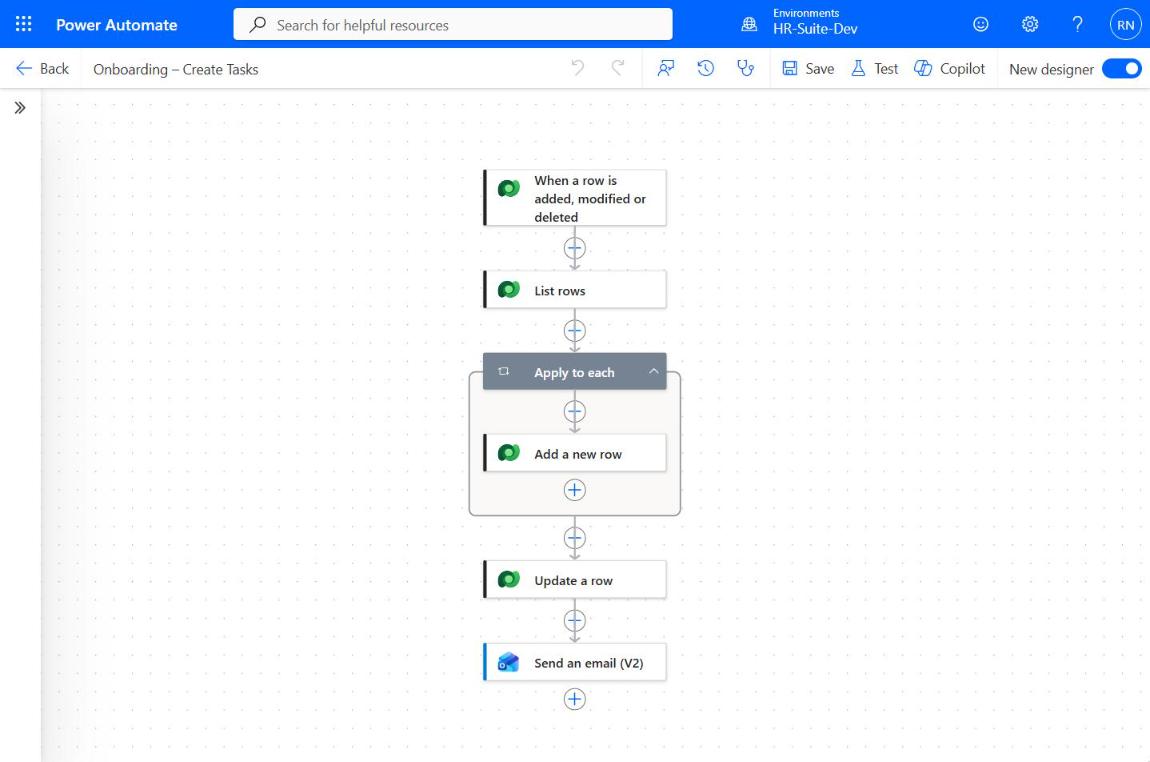 Power Automate
Search for helpful resources
Environments
HR-Suite-Dev
?
RN
Back
Onboarding – Create Tasks
Save
Test
Copilot
New designer
When a row is
added, modified or
deleted
List rows
Apply to each
Add a new row
Update a row
Send an email (V2)